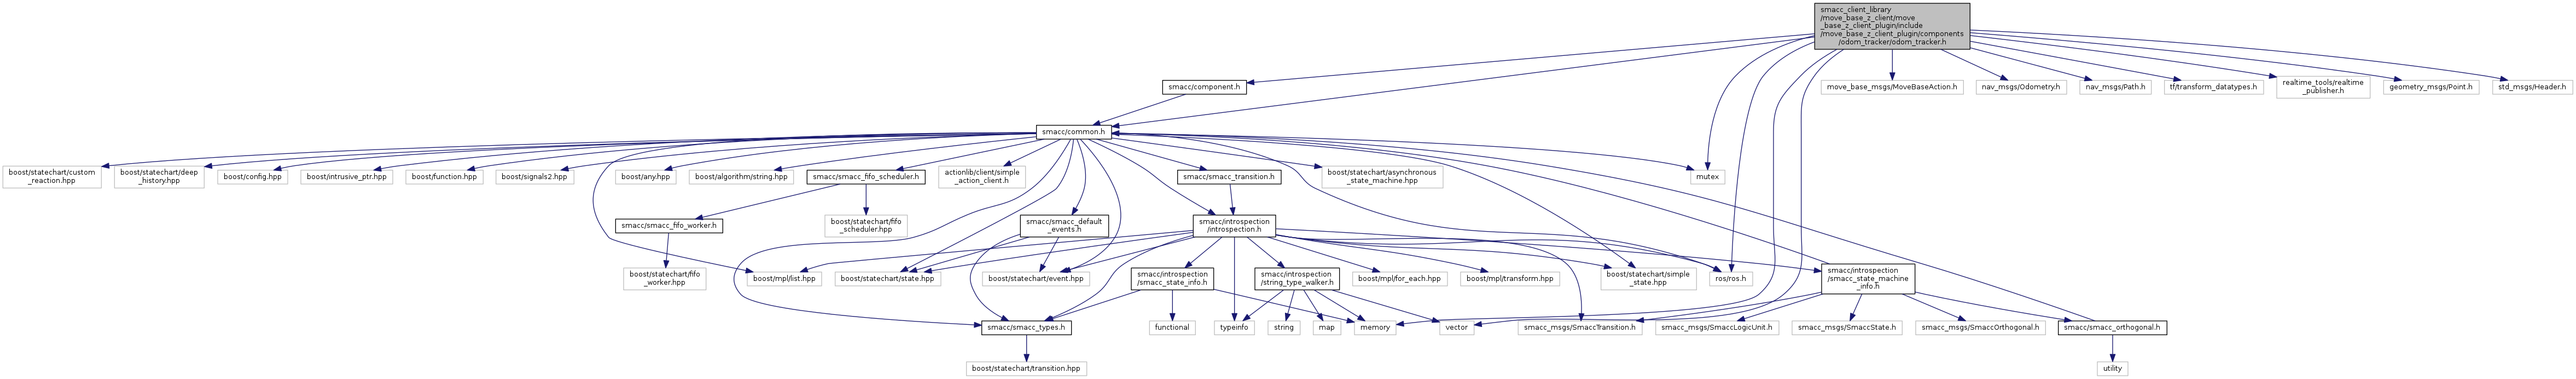 smacc_client_library
/move_base_z_client/move
_base_z_client_plugin/include
/move_base_z_client_plugin/components
/odom_tracker/odom_tracker.h
smacc/component.h
move_base_msgs/MoveBaseAction.h
nav_msgs/Odometry.h
nav_msgs/Path.h
tf/transform_datatypes.h
realtime_tools/realtime
_publisher.h
geometry_msgs/Point.h
std_msgs/Header.h
smacc/common.h
boost/statechart/custom
_reaction.hpp
boost/statechart/deep
_history.hpp
boost/config.hpp
boost/intrusive_ptr.hpp
boost/function.hpp
boost/signals2.hpp
boost/any.hpp
boost/algorithm/string.hpp
smacc/smacc_fifo_scheduler.h
actionlib/client/simple
_action_client.h
smacc/smacc_transition.h
boost/statechart/asynchronous
_state_machine.hpp
mutex
smacc/smacc_fifo_worker.h
boost/statechart/fifo
_scheduler.hpp
smacc/smacc_default
_events.h
smacc/introspection
/introspection.h
boost/statechart/fifo
_worker.hpp
boost/mpl/list.hpp
boost/statechart/state.hpp
boost/statechart/event.hpp
smacc/introspection
/smacc_state_info.h
smacc/introspection
/string_type_walker.h
boost/mpl/for_each.hpp
boost/mpl/transform.hpp
boost/statechart/simple
_state.hpp
ros/ros.h
smacc/introspection
/smacc_state_machine
_info.h
smacc/smacc_types.h
functional
typeinfo
string
map
memory
vector
smacc_msgs/SmaccTransition.h
smacc_msgs/SmaccLogicUnit.h
smacc_msgs/SmaccState.h
smacc_msgs/SmaccOrthogonal.h
smacc/smacc_orthogonal.h
boost/statechart/transition.hpp
utility